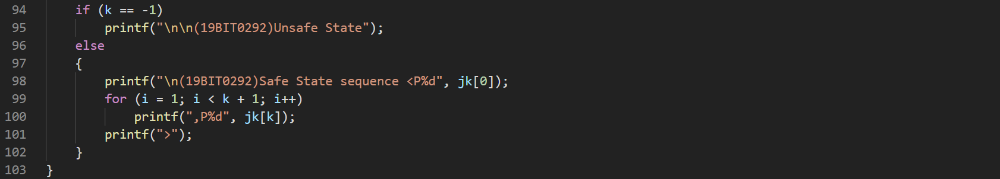 94 if (k == -1)
95 printf("\n\n(19BIT0292)Unsafe State");
96 else
97 {
98 printf("\n(19BIT0292)Safe State sequence <P%d", jk[0]);
99 for (i = 1; i < k + 1; i++)
100 printf(",P%d", jk[k]);
101 printf(">");
102 }
103 }